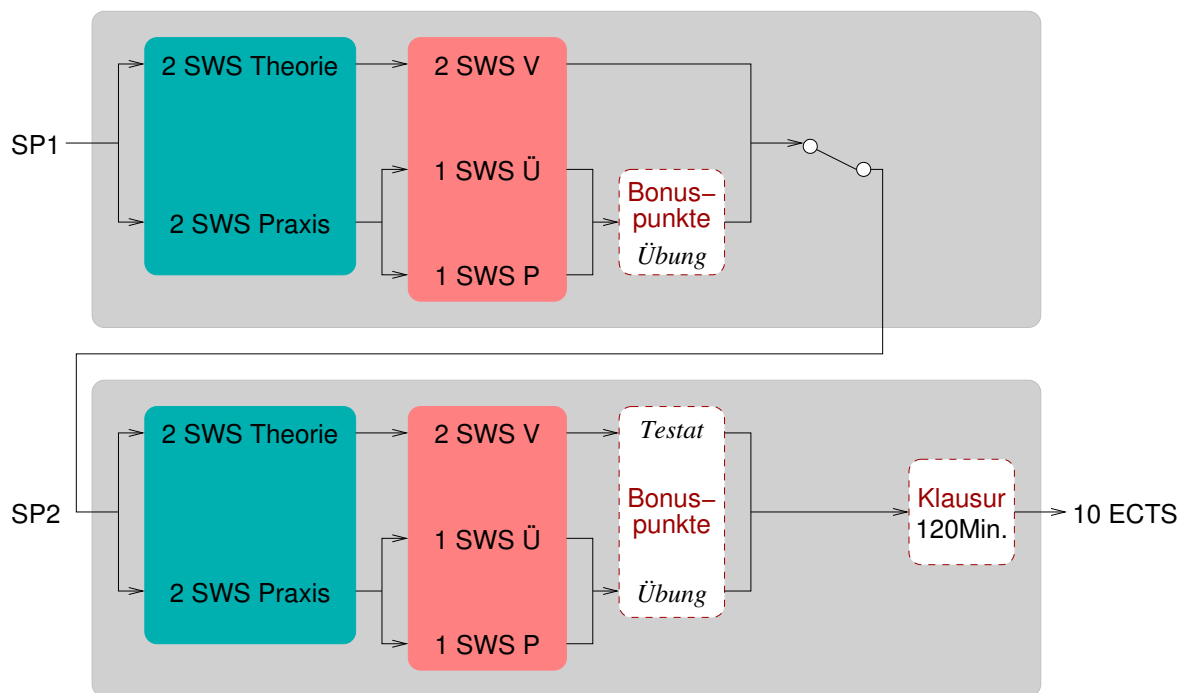 2 SWS Theorie
2 SWS V
SP1
1 SWS Ü
2 SWS Praxis
Bonus–
punkte
Übung
1 SWS P
2 SWS Theorie
2 SWS V
Testat
SP2
Bonus–
punkte
Klausur
120Min.
10 ECTS
1 SWS Ü
2 SWS Praxis
Übung
1 SWS P